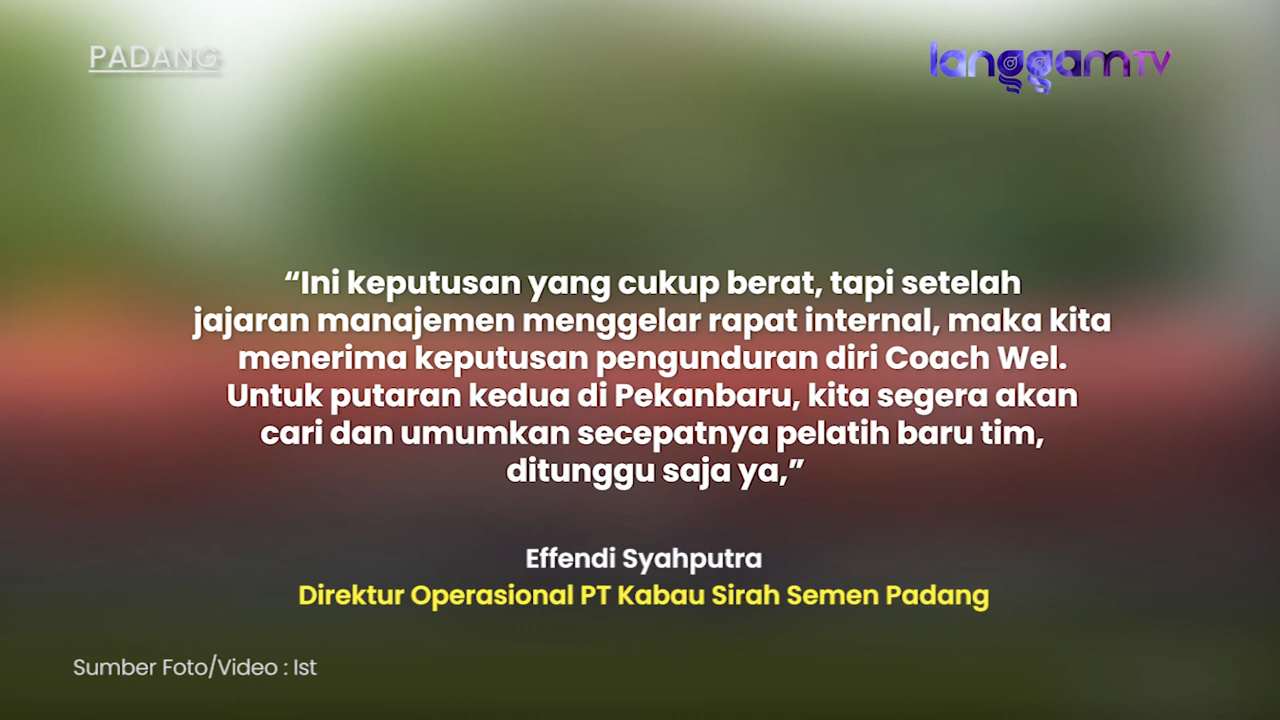 PADANG
langgamTV
“Ini keputusan yang cukup berat, tapi setelah
jajaran manajemen menggelar rapat internal, maka kita
menerima keputusan pengunduran diri Coach Wel.
Untuk putaran kedua di Pekanbaru, kita segera akan
cari dan umumkan secepatnya pelatih baru tim,
ditunggu saja ya,”
Effendi Syahputra
Direktur Operasional PT Kabau Sirah Semen Padang
Sumber Foto/Video : Ist